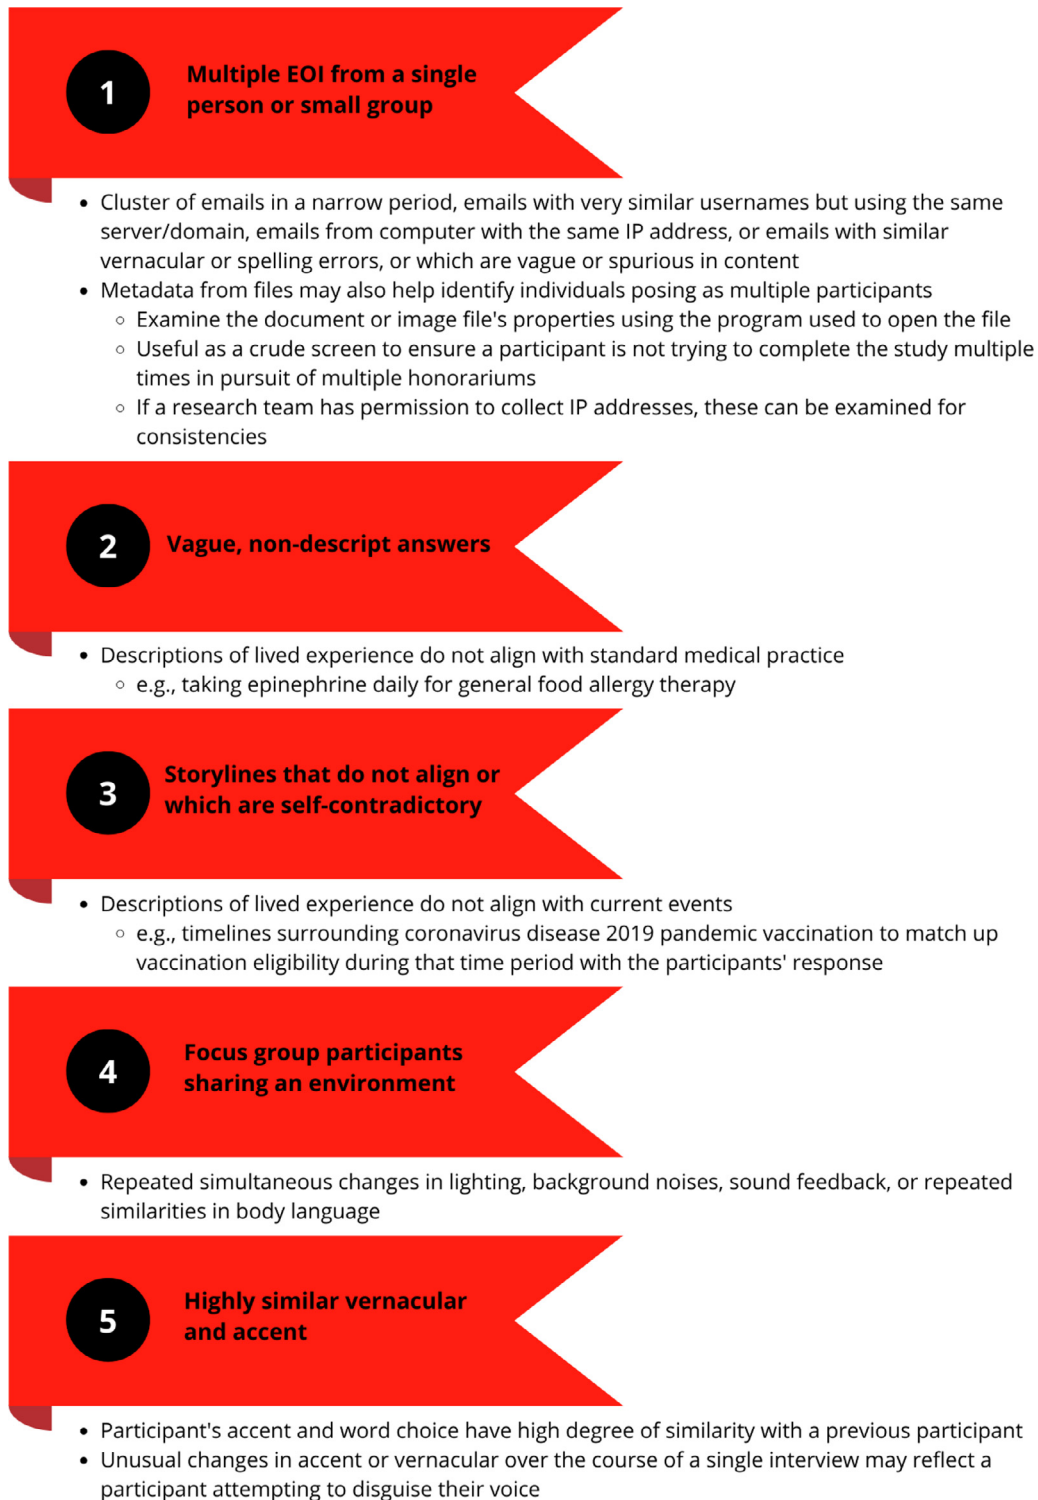 1
Multiple EOI from a single
person or small group
• Cluster of emails in a narrow period, emails with very similar usernames but using the same
server/domain, emails from computer with the same IP address, or emails with similar
vernacular or spelling errors, or which are vague or spurious in content
• Metadata from files may also help identify individuals posing as multiple participants
◦ Examine the document or image file's properties using the program used to open the file
◦ Useful as a crude screen to ensure a participant is not trying to complete the study multiple
times in pursuit of multiple honorariums
◦ If a research team has permission to collect IP addresses, these can be examined for
consistencies
2
Vague, non-descript answers
• Descriptions of lived experience do not align with standard medical practice
◦ e.g., taking epinephrine daily for general food allergy therapy
3
Storylines that do not align or
which are self-contradictory
• Descriptions of lived experience do not align with current events
◦ e.g., timelines surrounding coronavirus disease 2019 pandemic vaccination to match up
vaccination eligibility during that time period with the participants' response
4
Focus group participants
sharing an environment
• Repeated simultaneous changes in lighting, background noises, sound feedback, or repeated
similarities in body language
5
Highly similar vernacular
and accent
• Participant's accent and word choice have high degree of similarity with a previous participant
• Unusual changes in accent or vernacular over the course of a single interview may reflect a
participant attempting to disguise their voice